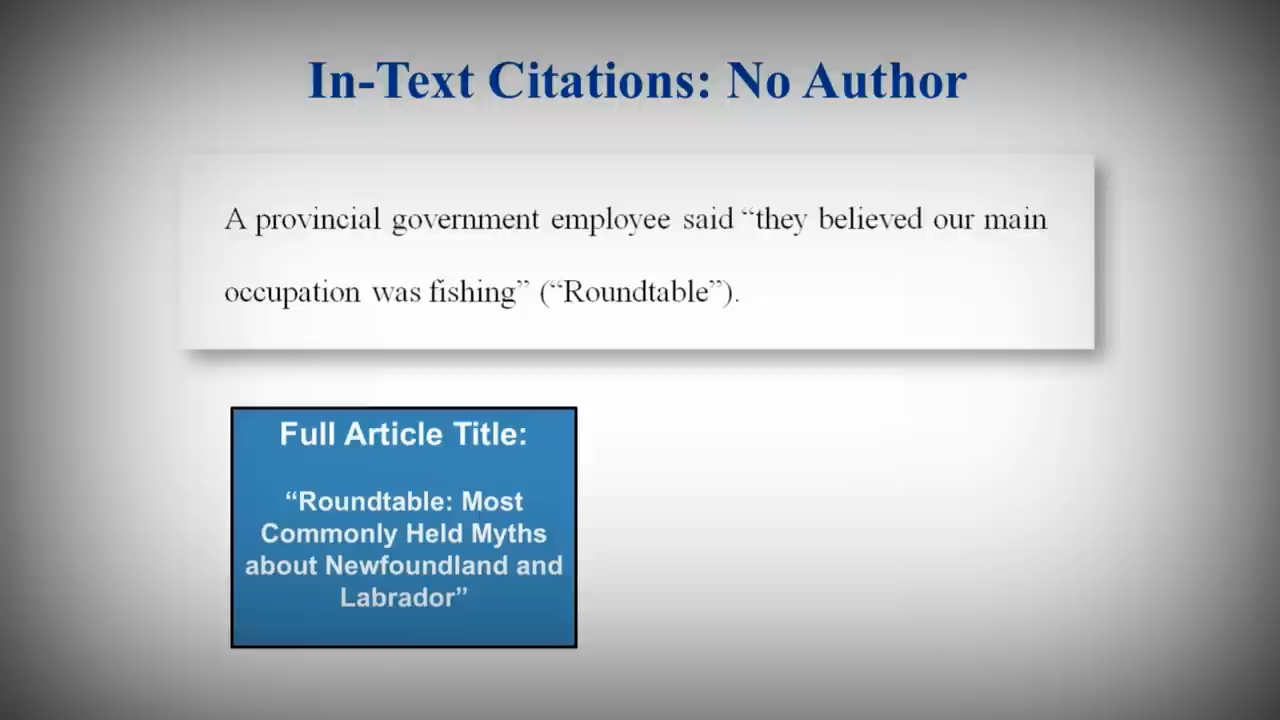 In-Text Citations: No Author
A provincial government employee said “they believed our main
occupation was fishing” (“Roundtable”).
Full Article Title:
“Roundtable: Most
Commonly Held Myths
about Newfoundland and
Labrador”